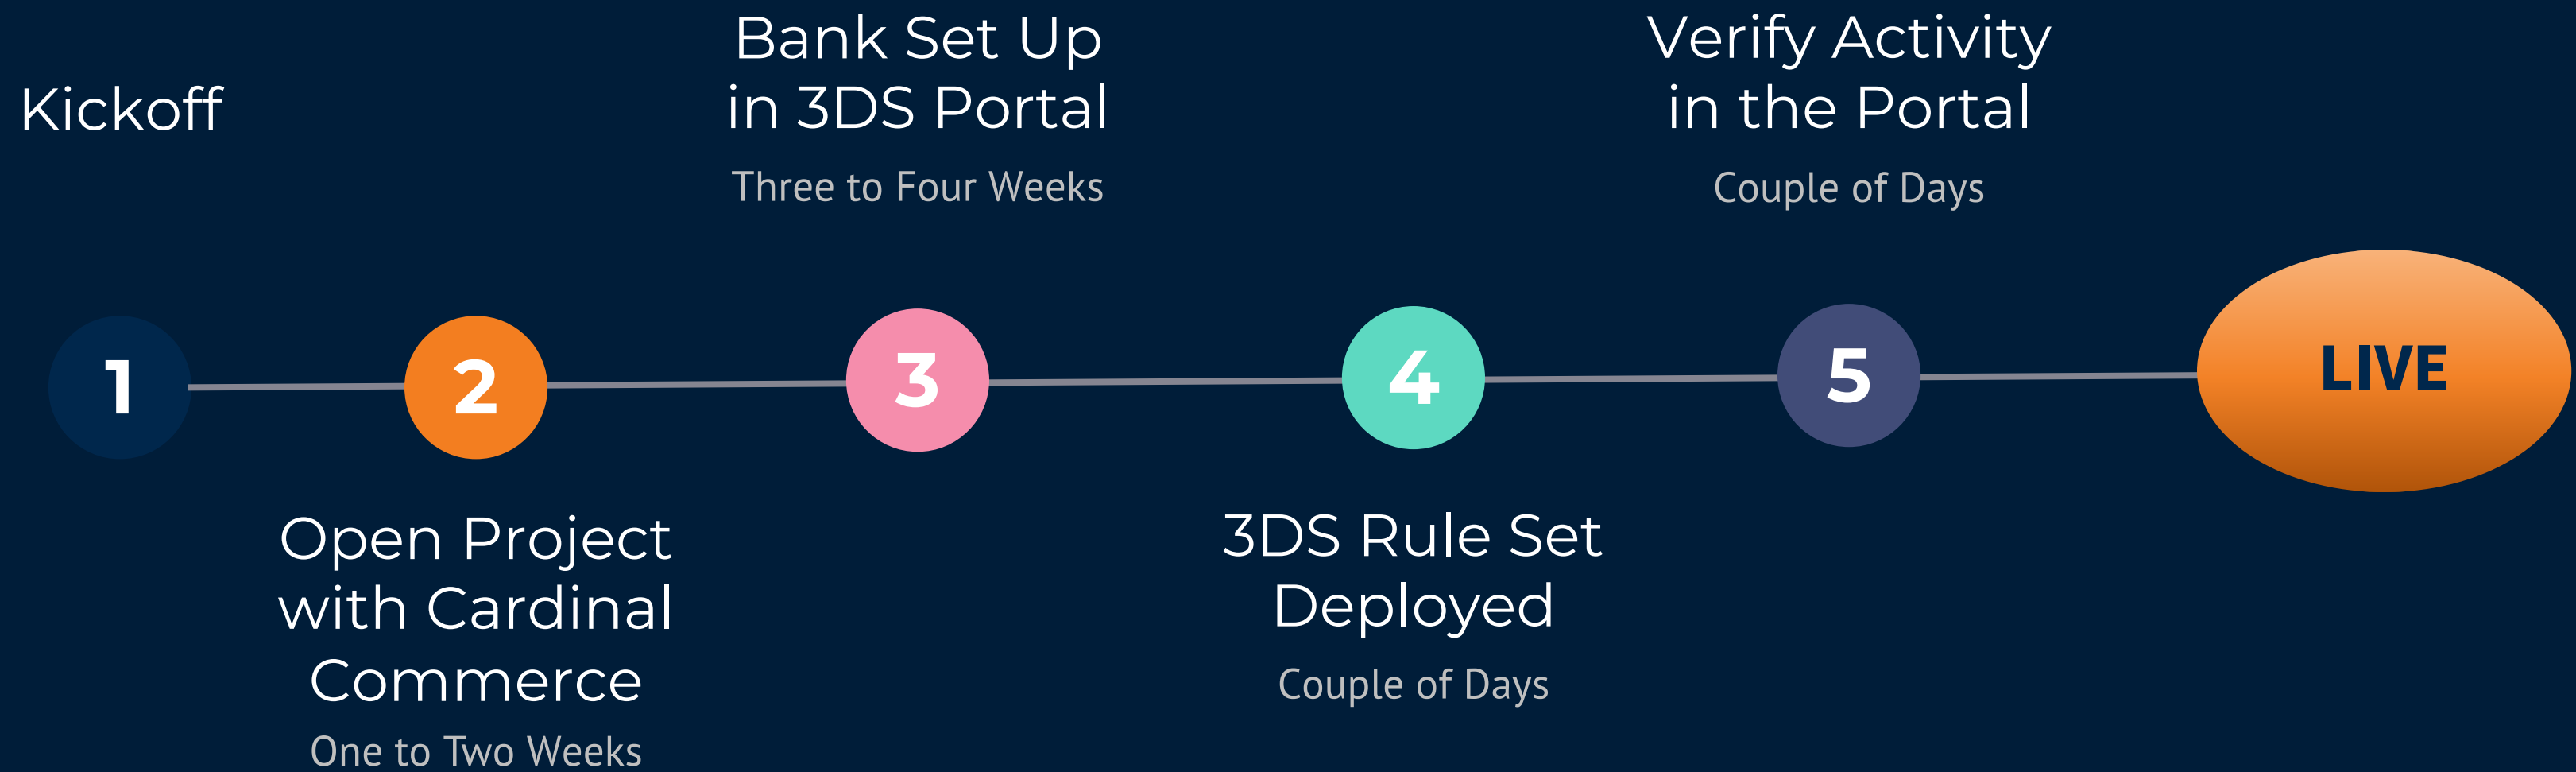 Kickoff
1
2
Open Project
with Cardinal
Commerce
One to Two Weeks
Bank Set Up
in 3DS Portal
Three to Four Weeks
3
4
3DS Rule Set
Deployed
Couple of Days
Verify Activity
in the Portal
Couple of Days
5
LIVE